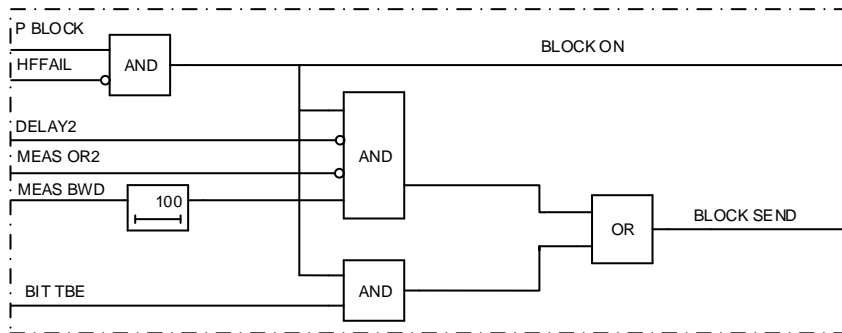 P BLOCK
BLOCK ON
HFFAIL
AND
DELAY2
MEAS OR2
AND
MEAS BWD
100
BLOCK SEND
OR
BIT TBE
AND